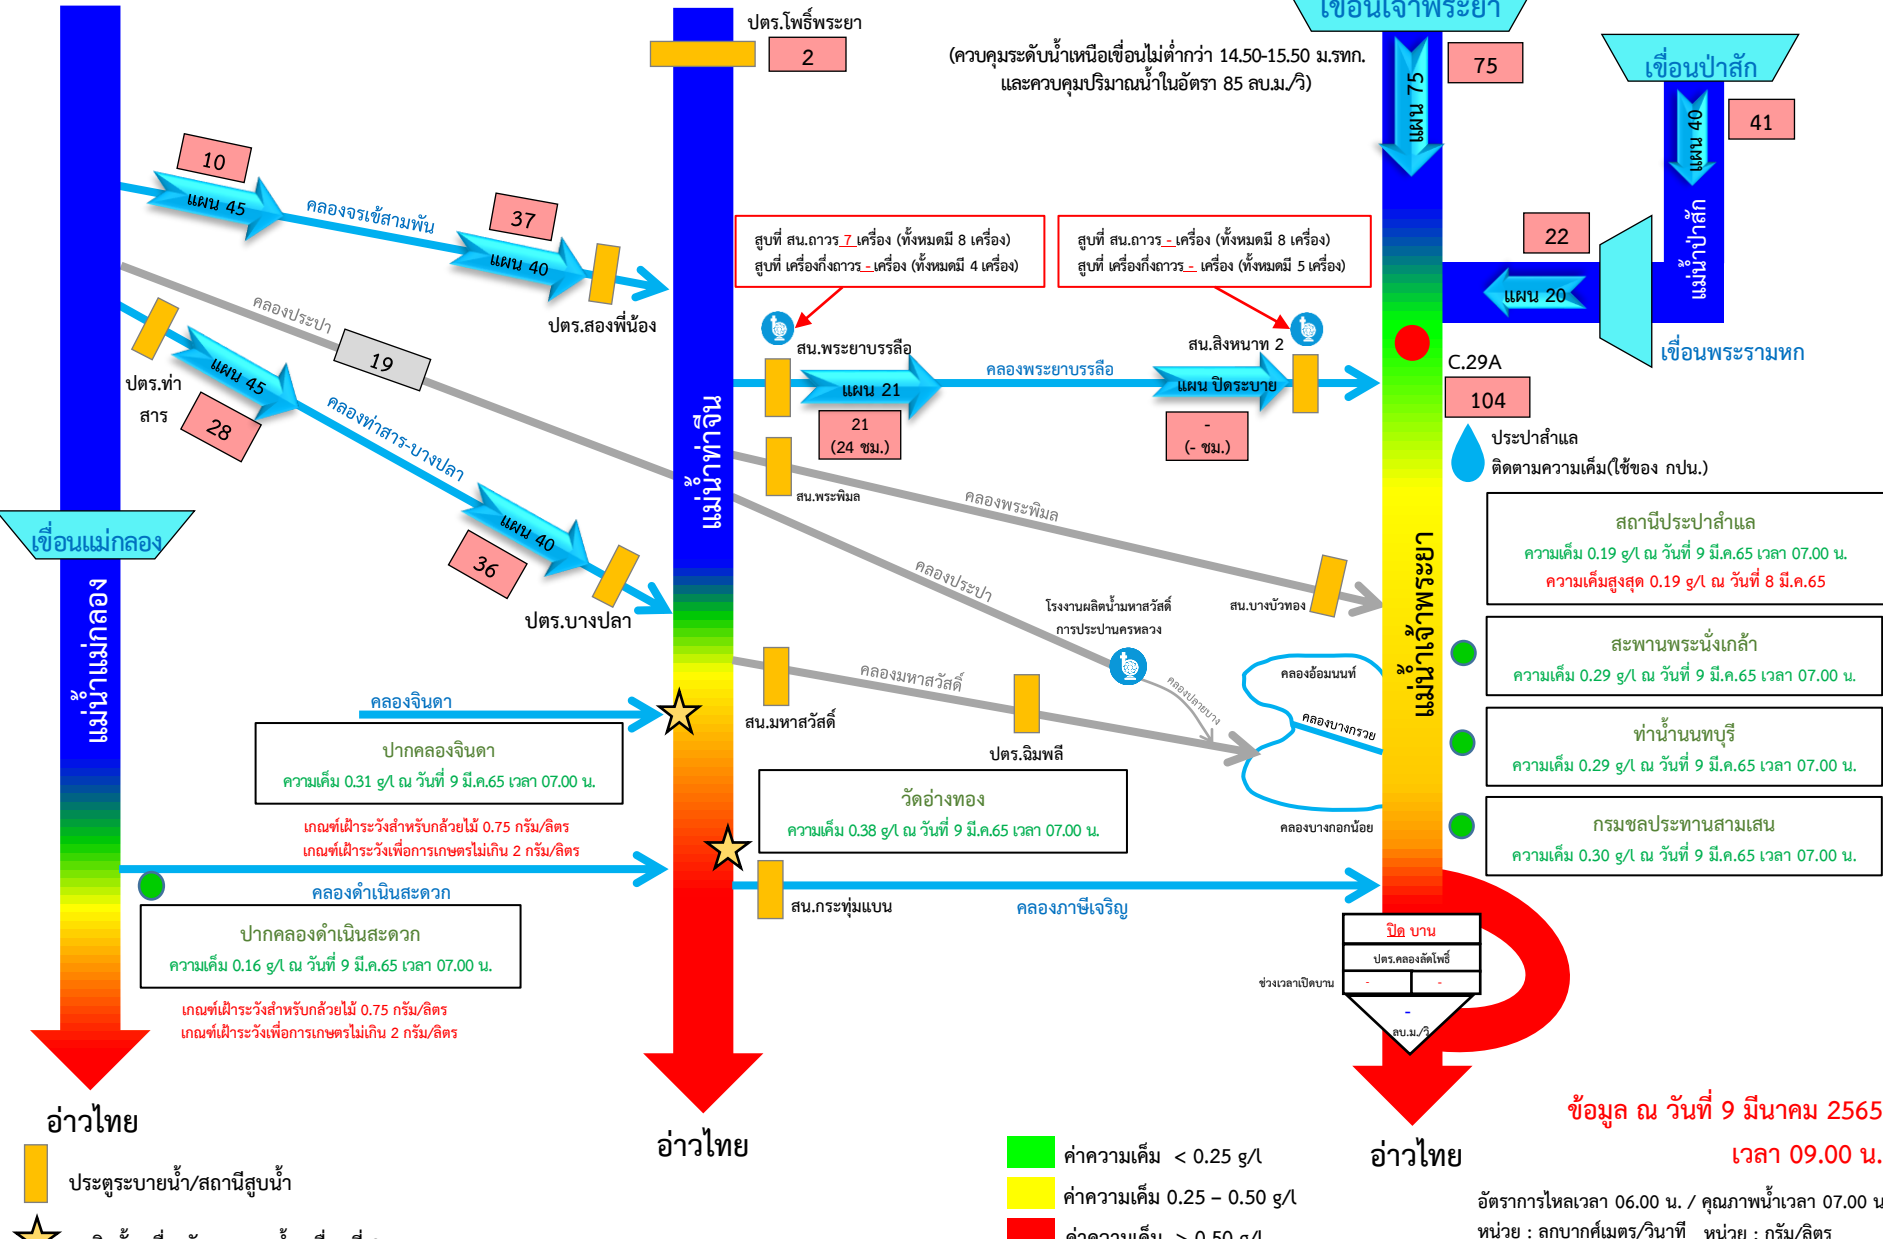 ปตร.โพธิ์พระยา
2
(ควบคุมระดับน้ำเหนือเขื่อนไม่ต่ำกว่า 14.50-15.50 ม.รทก.
และควบคุมปริมาณน้ำในอัตรา 85 ลบ.ม./วิ)
เขื่อนเจ้าพระยา
75
แผน 75
เขื่อนป่าสัก
41
แผน 40
แม่น้ำป่าสัก
22
แผน 20
เขื่อนพระรามหก
10
แผน 45
คลองจรเข้สามพัน
37
แผน 40
ปตร.สองพี่น้อง
สูบที่ สน.ถาวร 7 เครื่อง (ทั้งหมดมี 8 เครื่อง)
สูบที่ เครื่องกึ่งถาวร - เครื่อง (ทั้งหมดมี 4 เครื่อง)
สูบที่ สน.ถาวร - เครื่อง (ทั้งหมดมี 8 เครื่อง)
สูบที่ เครื่องกึ่งถาวร - เครื่อง (ทั้งหมดมี 5 เครื่อง)
คลองประปา
19
ปตร.ท่า
สาร
แผน 45
28
คลองท่าสาร-บางปลา
แผน 40
36
ปตร.บางปลา
แม่น้ำท่าจีน
สน.พระยาบรรลือ
แผน 21
21
(24 ชม.)
คลองพระยาบรรลือ
สน.สิงหนาท 2
แผน ปิดระบาย
-
(- ชม.)
C.29A
104
ประปาสำแล
ติดตามความเค็ม(ใช้ของ กปน.)
สน.พระพิมล
คลองพระพิมล
สน.บางบัวทอง
คลองประปา
โรงงานผลิตน้ำมหาสวัสดิ์
การประปานครหลวง
แม่น้ำเจ้าพระยา
สถานีประปาสำแล
ความเค็ม 0.19 g/l ณ วันที่ 9 มี.ค.65 เวลา 07.00 น.
ความเค็มสูงสุด 0.19 g/l ณ วันที่ 8 มี.ค.65
สะพานพระนั่งเกล้า
ความเค็ม 0.29 g/l ณ วันที่ 9 มี.ค.65 เวลา 07.00 น.
ท่าน้ำนนทบุรี
ความเค็ม 0.29 g/l ณ วันที่ 9 มี.ค.65 เวลา 07.00 น.
กรมชลประทานสามเสน
ความเค็ม 0.30 g/l ณ วันที่ 9 มี.ค.65 เวลา 07.00 น.
เขื่อนแม่กลอง
แม่น้ำแม่กลอง
คลองจินดา
ปากคลองจินดา
ความเค็ม 0.31 g/l ณ วันที่ 9 มี.ค.65 เวลา 07.00 น.
เกณฑ์เฝ้าระวังสำหรับกล้วยไม้ 0.75 กรัม/ลิตร
เกณฑ์เฝ้าระวังเพื่อการเกษตรไม่เกิน 2 กรัม/ลิตร
คลองมหาสวัสดิ์
สน.มหาสวัสดิ์
ปตร.ฉิมพลี
คลองปลายบาง
คลองอ้อมนนท์
คลองบางกรวย
คลองบางกอกน้อย
วัดอ่างทอง
ความเค็ม 0.38 g/l ณ วันที่ 9 มี.ค.65 เวลา 07.00 น.
คลองดำเนินสะดวก
ปากคลองดำเนินสะดวก
ความเค็ม 0.16 g/l ณ วันที่ 9 มี.ค.65 เวลา 07.00 น.
เกณฑ์เฝ้าระวังสำหรับกล้วยไม้ 0.75 กรัม/ลิตร
เกณฑ์เฝ้าระวังเพื่อการเกษตรไม่เกิน 2 กรัม/ลิตร
สน.กระทุ่มแบน
คลองภาษีเจริญ
ปิด บาน
ปตร.คลองลัดโพธิ์
ช่วงเวลาเปิดบาน
- -
-
ลบ.ม./วิ
อ่าวไทย
อ่าวไทย
อ่าวไทย
ข้อมูล ณ วันที่ 9 มีนาคม 2565
เวลา 09.00 น.
ประตูระบายน้ำ/สถานีสูบน้ำ
ค่าความเค็ม < 0.25 g/l
ค่าความเค็ม 0.25 – 0.50 g/l
ค่าความเค็ม > 0.50 g/l
อัตราการไหลเวลา 06.00 น. / คุณภาพน้ำเวลา 07.00 น
หน่วย : ลูกบาศก์เมตร/วินาที หน่วย : กรัม/ลิตร